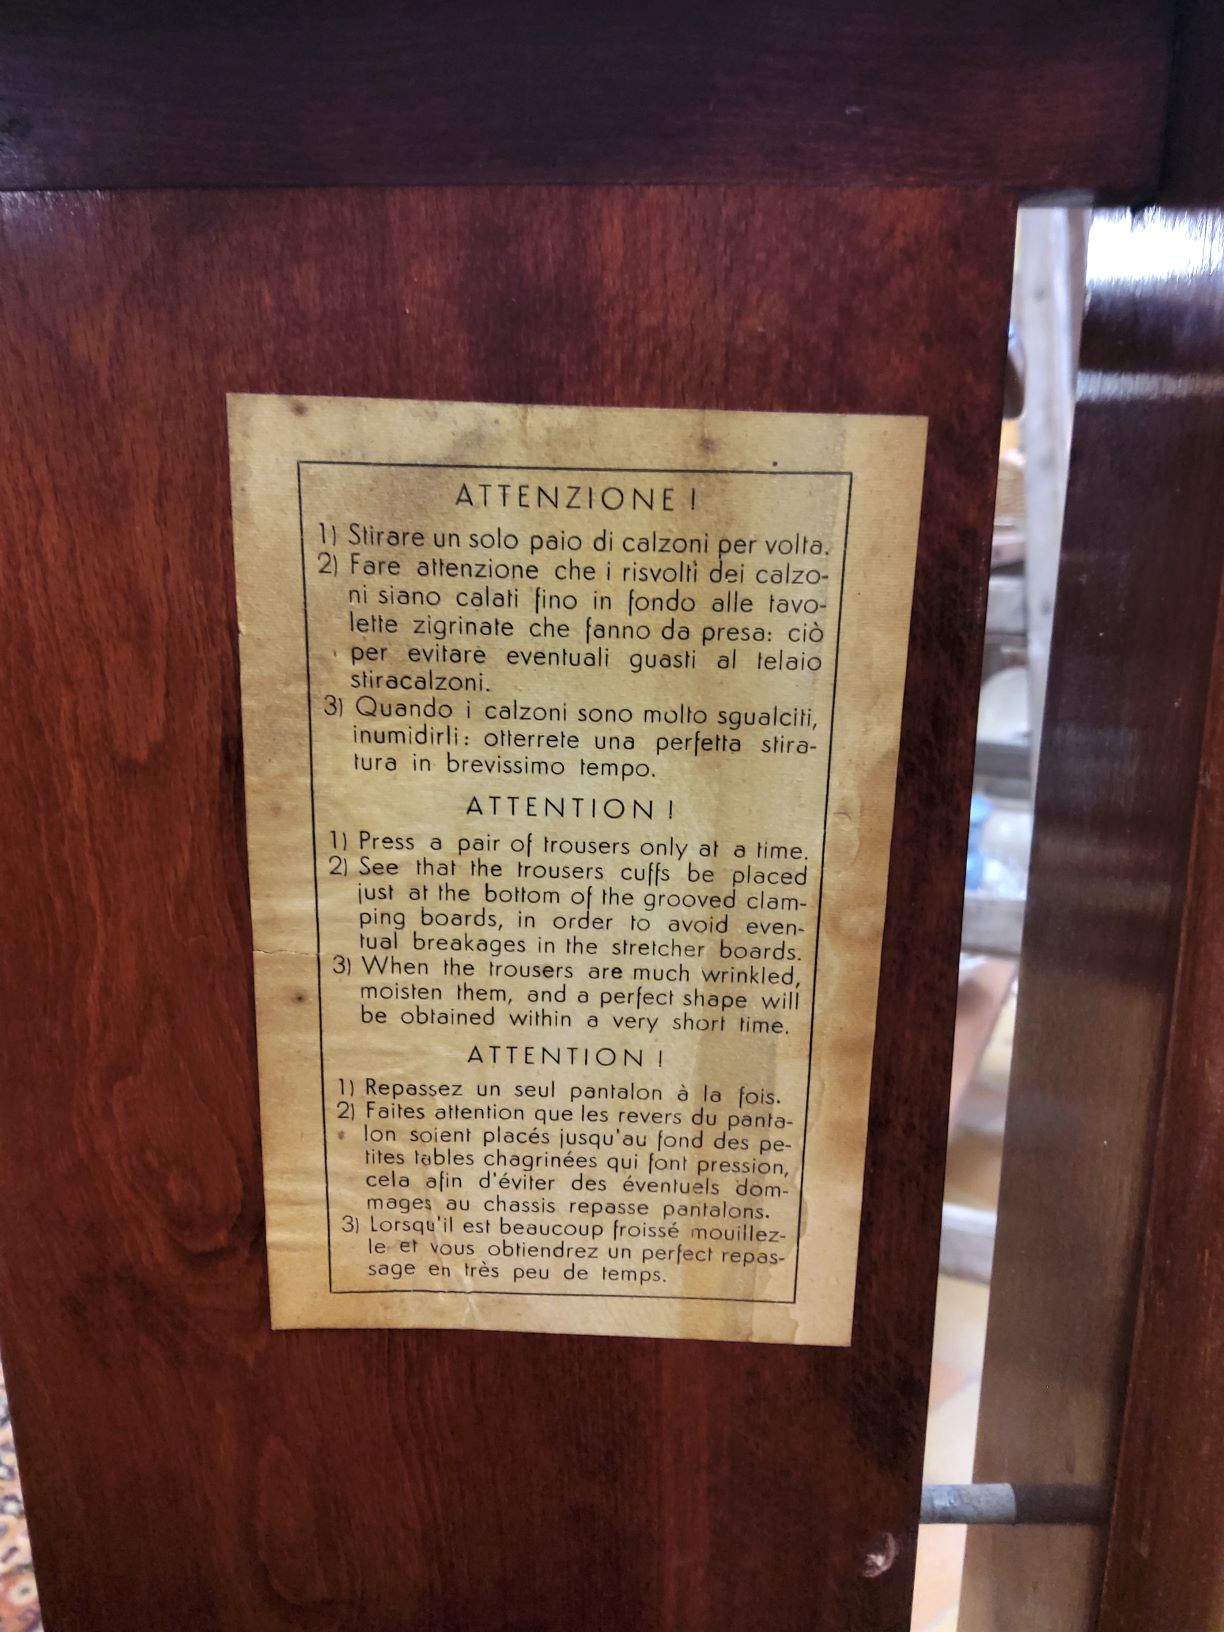 ATTENZIONE !
1) Stirare un solo paio di calzoni per volta.
2) Fare attenzione che i risvolti dei calzo-
ni siano calati fino in fondo alle tavo-
lette zigrinate che fanno da presa: ciò
per evitare eventuali guasti al telaio
stiracalzoni.
3) Quando i calzoni sono molto sgualciti,
inumidirli: otterrete una perfetta stira-
tura in brevissimo tempo.
ATTENTION !
1) Press a pair of trousers only at a time.
2) See that the trousers cuffs be placed
just at the bottom of the grooved clam-
ping boards, in order to avoid even-
tual breakages in the stretcher boards.
3) When the trousers are much wrinkled,
moisten them, and a perfect shape will
be obtained within a very short time.
ATTENTION !
1) Repassez un seul pantalon à la fois.
2) Faites attention que les revers du panta-
lon soient placés jusqu'au fond des pe-
tites tables chagrinées qui font pression,
cela afin d'éviter des éventuels dom-
mages au chassis repasse pantalons.
3) Lorsqu'il est beaucoup froissé mouillez-
le et vous obtiendrez un perfect repas-
sage en très peu de temps.